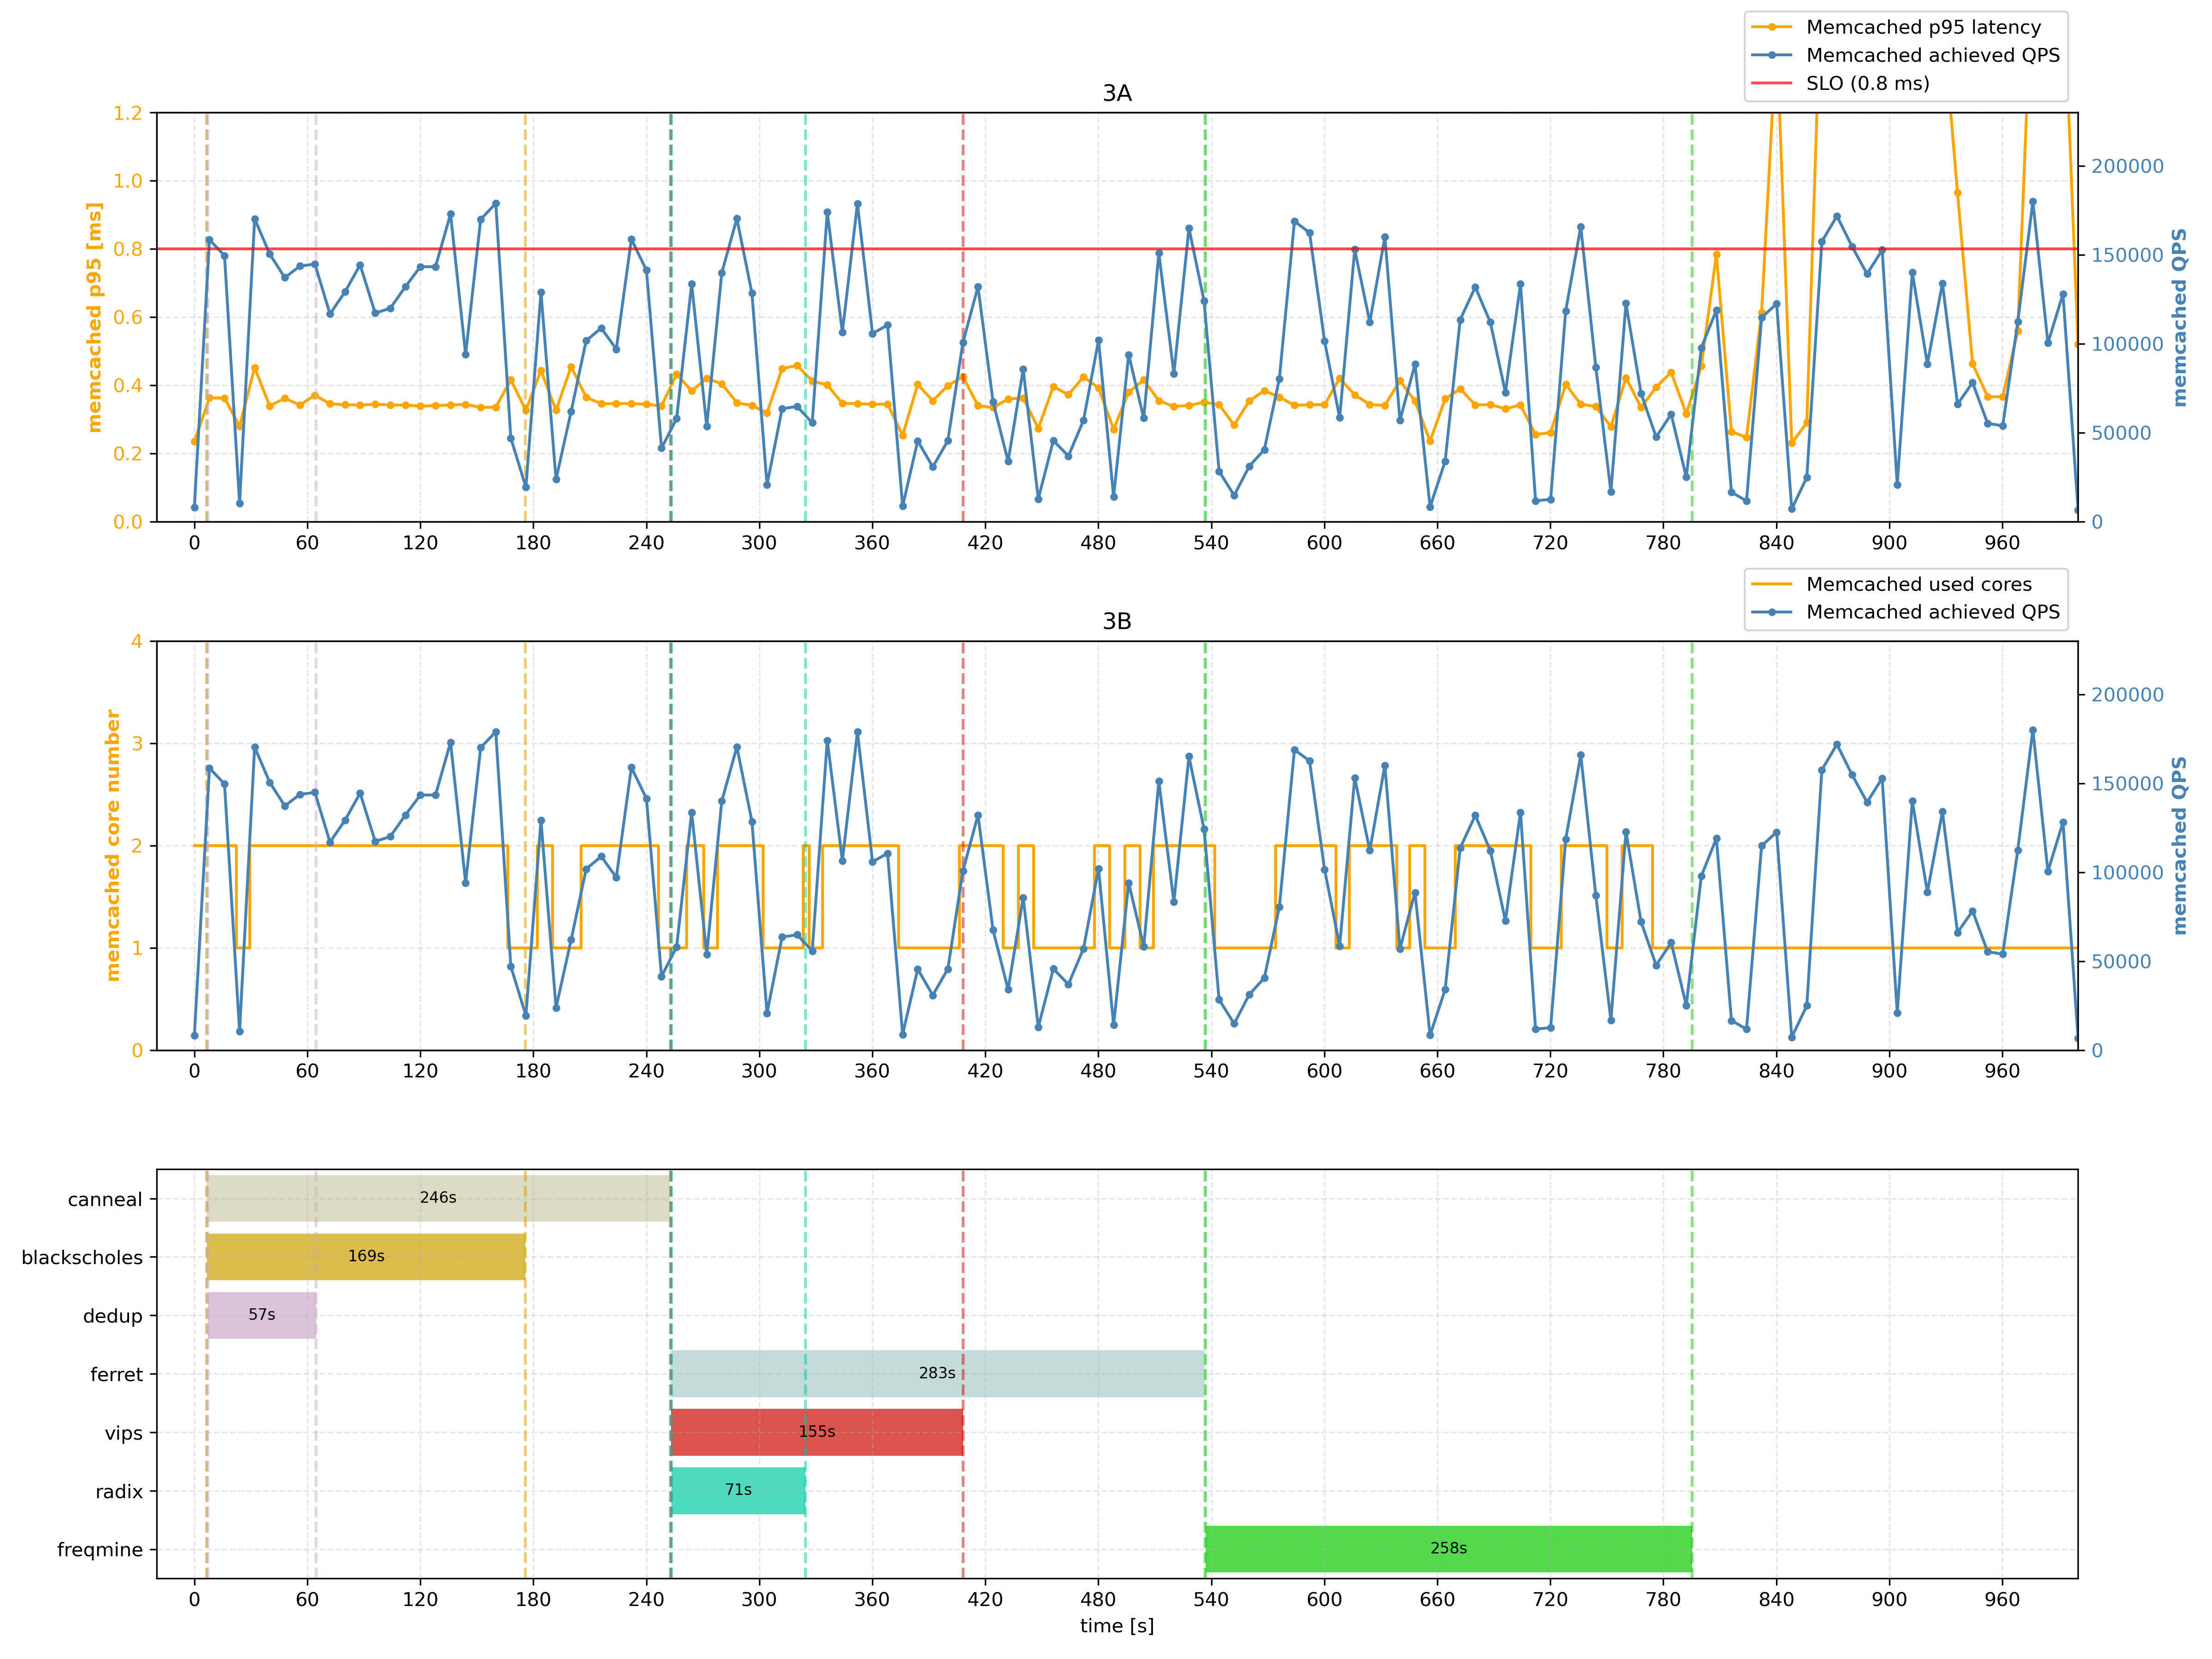 Memcached p95 latency
Memcached achieved QPS
SLO (0.8 ms)
3A
1.2
1.0
0.8
0.6
0.4
0.2
0.0
memcached p95 [ms]
200000
150000
100000
50000
0
memcached QPS
0 60 120 180 240 300 360 420 480 540 600 660 720 780 840 900 960
Memcached used cores
Memcached achieved QPS
3B
4
3
2
1
0
memcached core number
200000
150000
100000
50000
0
memcached QPS
0 60 120 180 240 300 360 420 480 540 600 660 720 780 840 900 960
canneal 246s
blackscholes 169s
dedup 57s
ferret 283s
vips 155s
radix 71s
freqmine 258s
0 60 120 180 240 300 360 420 480 540 600 660 720 780 840 900 960
time [s]